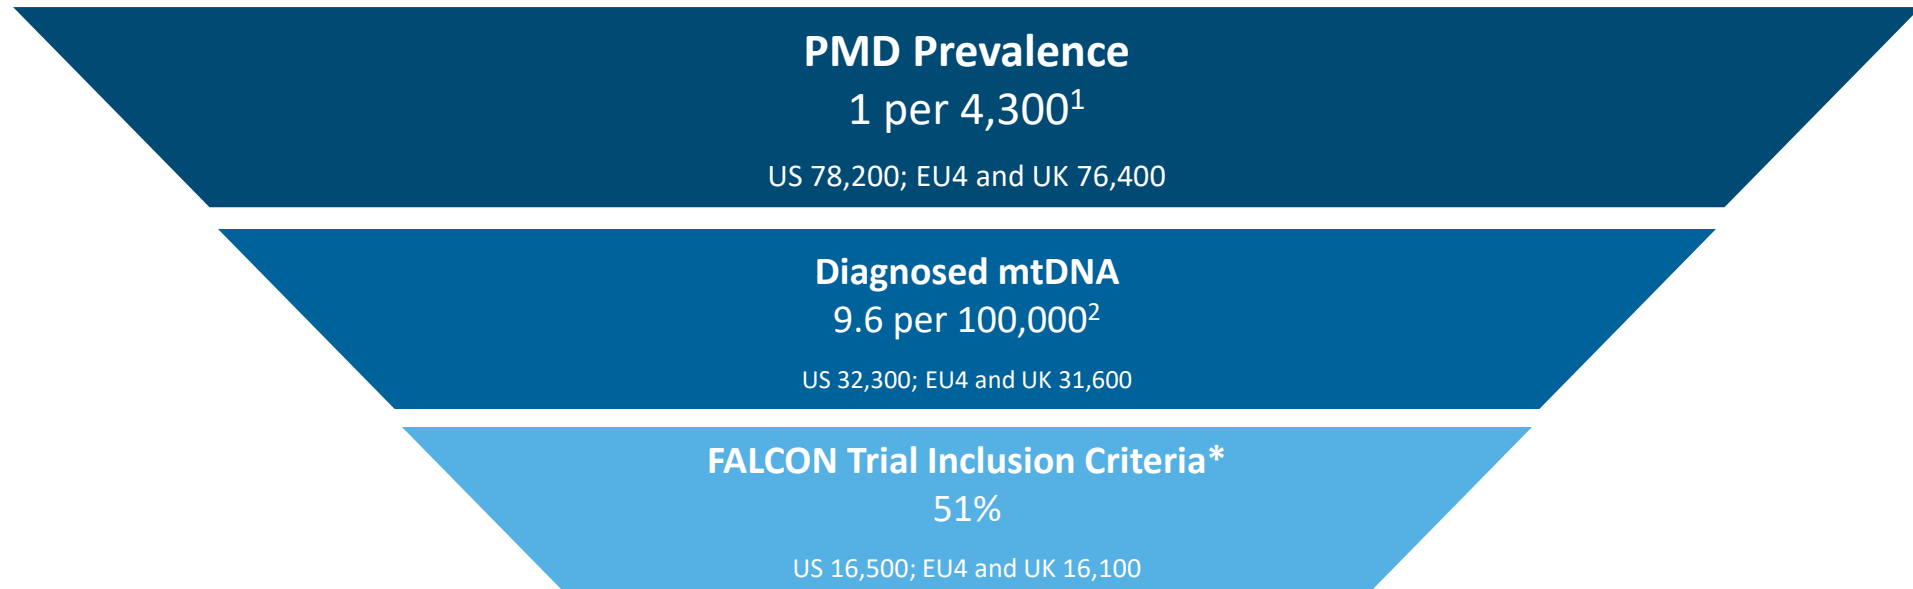 PMD Prevalence
1 per 4,300¹
US 78,200; EU4 and UK 76,400
Diagnosed mtDNA
9.6 per 100,000²
US 32,300; EU4 and UK 31,600
FALCON Trial Inclusion Criteria*
51%
US 16,500; EU4 and UK 16,100